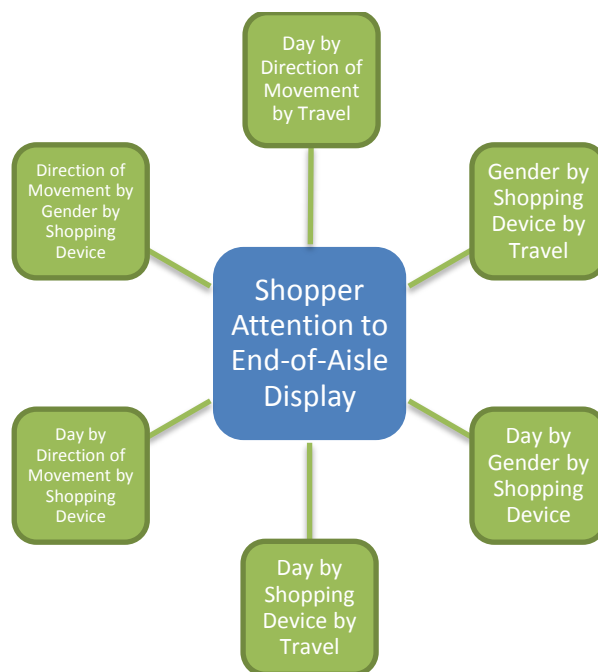 Day by
Direction of
Movement
by Travel
Direction of
Movement by
Gender by
Shopping
Device
Gender by
Shopping
Device by
Travel
Shopper
Attention to
End-of-Aisle
Display
Day by
Direction of
Movement by
Shopping
Device
Day by
Gender by
Shopping
Device
Day by
Shopping
Device by
Travel